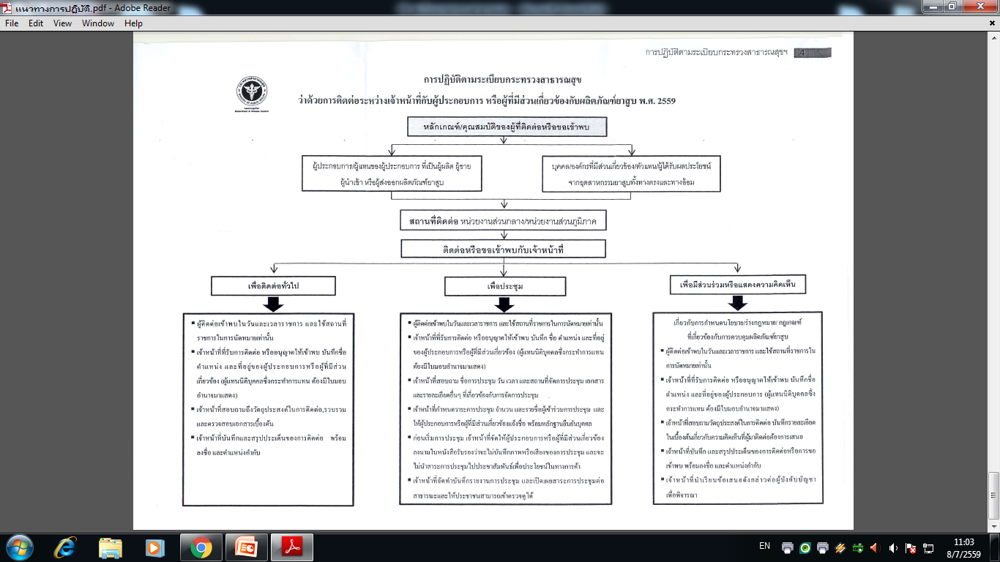 แนวทางการปฏิบัติ.pdf - Adobe Reader
File Edit View Window Help
การปฏิบัติตามระเบียบกระทรวงสาธารณสุขฯ 4
การปฏิบัติตามระเบียบกระทรวงสาธารณสุข
ว่าด้วยการติดต่อระหว่างเจ้าหน้าที่กับผู้ประกอบการ หรือผู้ที่มีส่วนเกี่ยวข้องกับผลิตภัณฑ์ยาสูบ พ.ศ. 2559
หลักเกณฑ์/คุณสมบัติของผู้ที่ติดต่อหรือขอเข้าพบ
ผู้ประกอบการ/ผู้แทนของผู้ประกอบการ ที่เป็นผู้ผลิต ผู้ขาย
ผู้นำเข้า หรือผู้ส่งออกผลิตภัณฑ์ยาสูบ
บุคคล/องค์กรที่มีส่วนเกี่ยวข้อง/ตัวแทน/ผู้ได้รับผลประโยชน์
จากอุตสาหกรรมยาสูบทั้งทางตรงและทางอ้อม
สถานที่ติดต่อ หน่วยงานส่วนกลาง/หน่วยงานส่วนภูมิภาค
ติดต่อหรือขอเข้าพบกับเจ้าหน้าที่
เพื่อติดต่อทั่วไป
▪ ผู้ติดต่อเข้าพบในวันและเวลาราชการ และใช้สถานที่
ราชการในการนัดหมายเท่านั้น
▪ เจ้าหน้าที่ที่รับการติดต่อ หรืออนุญาตให้เข้าพบ บันทึกชื่อ
ตำแหน่ง และที่อยู่ของผู้ประกอบการหรือผู้ที่มีส่วน
เกี่ยวข้อง (ผู้แทนนิติบุคคลซึ่งกระทำการแทน ต้องมีใบมอบ
อำนาจมาแสดง)
▪ เจ้าหน้าที่สอบถามถึงวัตถุประสงค์ในการติดต่อ,รวบรวม
และตรวจสอบเอกสารเบื้องต้น
▪ เจ้าหน้าที่บันทึกและสรุปประเด็นของการติดต่อ พร้อม
ลงชื่อ และตำแหน่งกำกับ
เพื่อประชุม
▪ ผู้ติดต่อเข้าพบในวันและเวลาราชการ และใช้สถานที่ราชการในการนัดหมายเท่านั้น
▪ เจ้าหน้าที่ที่รับการติดต่อ หรืออนุญาตให้เข้าพบ บันทึก ชื่อ ตำแหน่ง และที่อยู่
ของผู้ประกอบการหรือผู้ที่มีส่วนเกี่ยวข้อง (ผู้แทนนิติบุคคลซึ่งกระทำการแทน
ต้องมีใบมอบอำนาจมาแสดง)
▪ เจ้าหน้าที่สอบถาม ชื่อการประชุม วัน เวลา และสถานที่จัดการประชุม เอกสาร
และรายละเอียดอื่นๆ ที่เกี่ยวข้องกับการจัดการประชุม
▪ เจ้าหน้าที่กำหนดวาระการประชุม จำนวน และรายชื่อผู้เข้าร่วมการประชุม และ
ให้ผู้ประกอบการหรือผู้ที่มีส่วนเกี่ยวข้องแจ้งชื่อ พร้อมหลักฐานยืนยันบุคคล
▪ ก่อนเริ่มการประชุม เจ้าหน้าที่จัดให้ผู้ประกอบการหรือผู้ที่มีส่วนเกี่ยวข้อง
ลงนามในหนังสือรับรองว่าจะไม่บันทึกภาพหรือเสียงของการประชุม และจะ
ไม่นำสาระการประชุมไปประชาสัมพันธ์เพื่อประโยชน์ในทางการค้า
▪ เจ้าหน้าที่จัดทำบันทึกรายงานการประชุม และเปิดเผยสาระการประชุมต่อ
สาธารณะและให้ประชาชนสามารถเข้าตรวจดูได้
เพื่อมีส่วนร่วมหรือแสดงความคิดเห็น
เกี่ยวกับการกำหนดนโยบาย/ร่างกฎหมาย/ กฎเกณฑ์
ที่เกี่ยวข้องกับการควบคุมผลิตภัณฑ์ยาสูบ
▪ ผู้ติดต่อเข้าพบในวันและเวลาราชการ และใช้สถานที่ราชการใน
การนัดหมายเท่านั้น
▪ เจ้าหน้าที่ที่รับการติดต่อ หรืออนุญาตให้เข้าพบ บันทึกชื่อ
ตำแหน่ง และที่อยู่ของผู้ประกอบการ (ผู้แทนนิติบุคคลซึ่ง
กระทำการแทน ต้องมีใบมอบอำนาจมาแสดง)
▪ เจ้าหน้าที่สอบถามวัตถุประสงค์ในการติดต่อ บันทึกรายละเอียด
ในเบื้องต้นเกี่ยวกับความคิดเห็นที่ผู้มาติดต่อต้องการเสนอ
▪ เจ้าหน้าที่บันทึก และสรุปประเด็นของการติดต่อหรือการขอ
เข้าพบ พร้อมลงชื่อ และตำแหน่งกำกับ
▪ เจ้าหน้าที่นำเรียนข้อเสนอดังกล่าวต่อผู้บังคับบัญชา
เพื่อพิจารณา
EN
11:03
8/7/2559